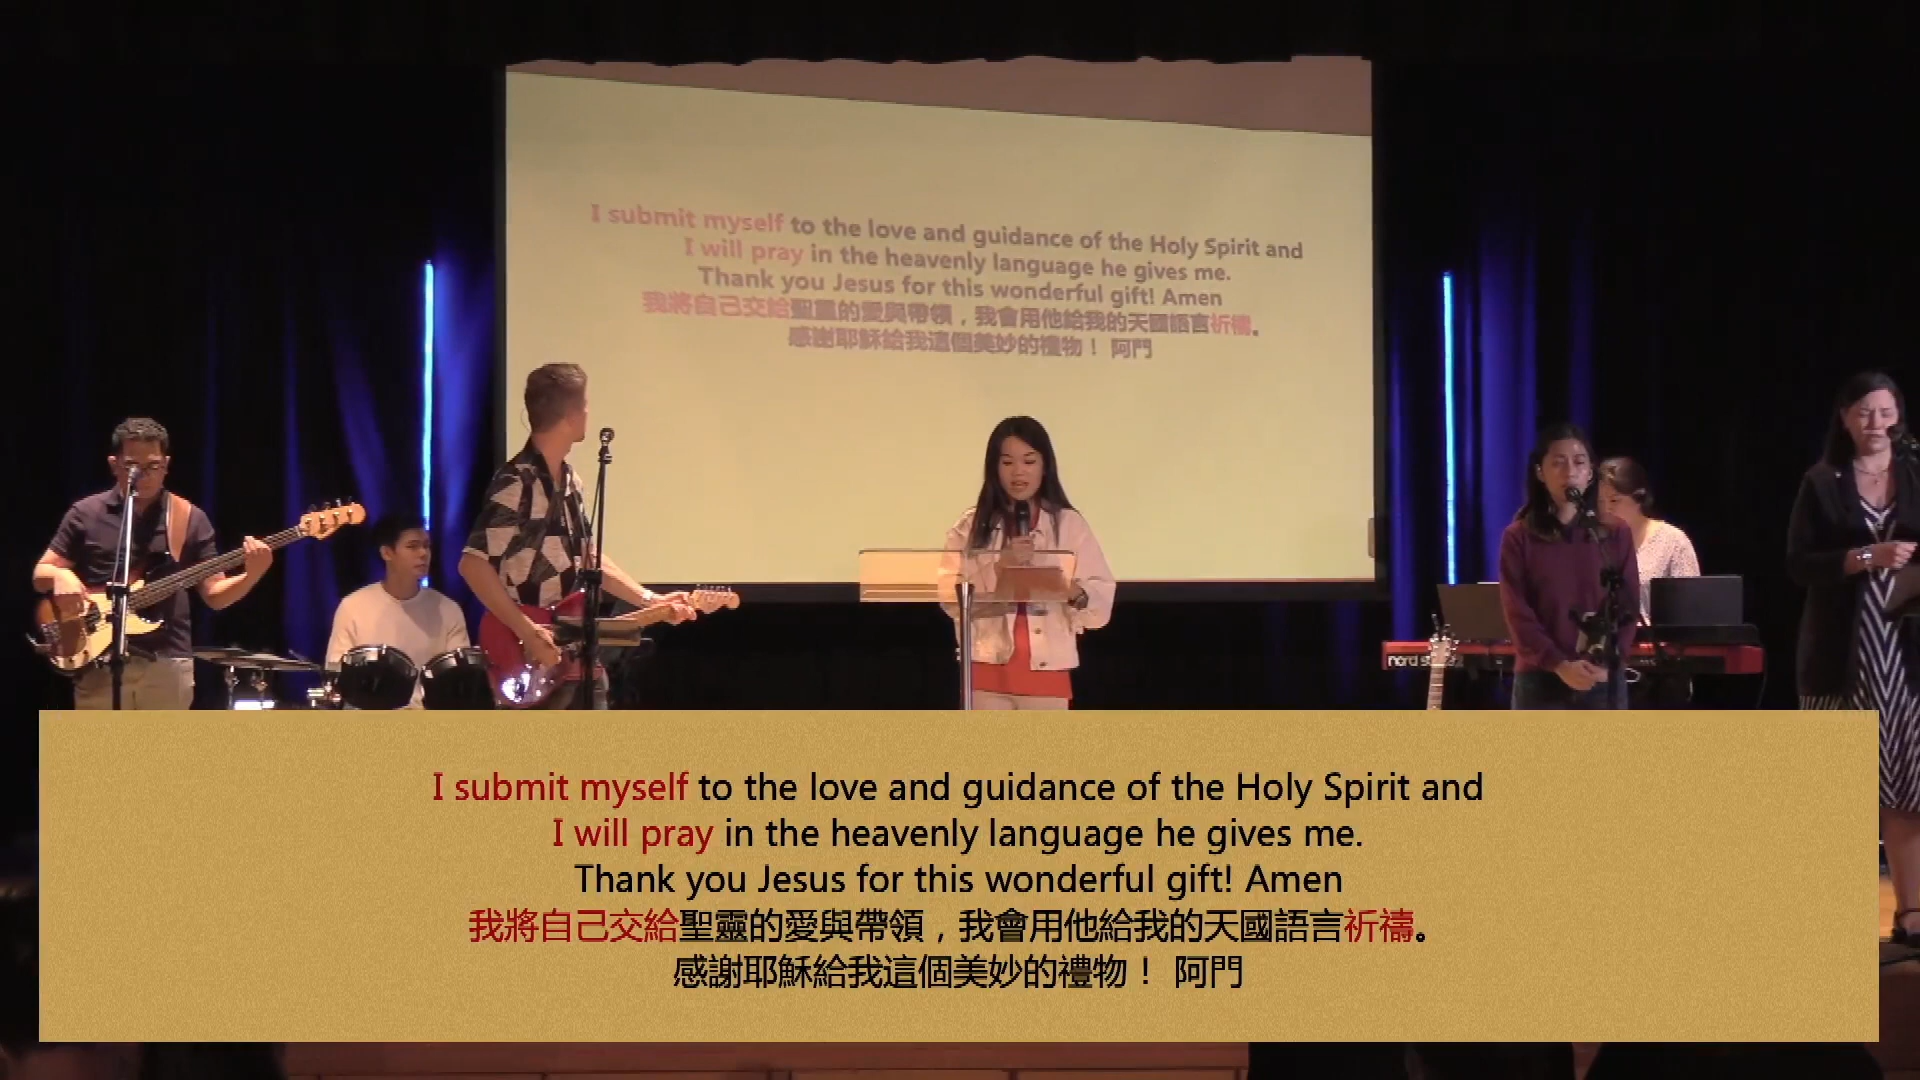 I submit myself to the love and guidance of the Holy Spirit and
I will pray in the heavenly language he gives me.
Thank you Jesus for this wonderful gift! Amen
我將自己交給聖靈的愛與帶領，我會用他給我的天國語言祈禱。
感謝耶穌給我這個美妙的禮物！ 阿門
nord
I submit myself to the love and guidance of the Holy Spirit and
I will pray in the heavenly language he gives me.
Thank you Jesus for this wonderful gift! Amen
我將自己交給聖靈的愛與帶領，我會用他給我的天國語言祈禱。
感謝耶穌給我這個美妙的禮物！ 阿門